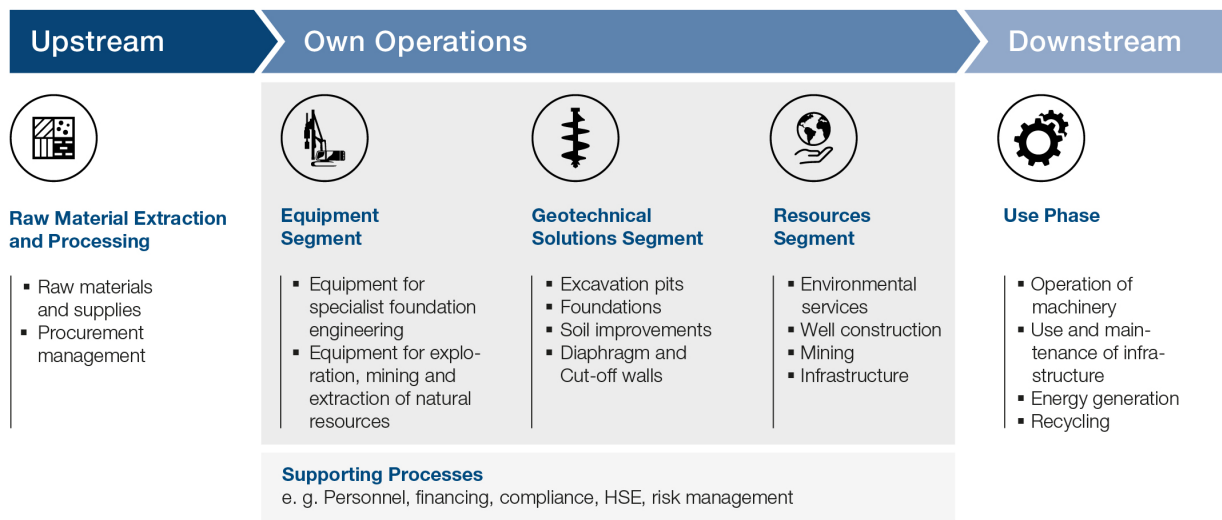 Upstream
Own Operations
Downstream
Raw Material Extraction
and Processing
▪ Raw materials
and supplies
▪ Procurement
management
Equipment
Segment
▪ Equipment for
specialist foundation
engineering
▪ Equipment for explo-
ration, mining and
extraction of natural
resources
Geotechnical
Solutions Segment
▪ Excavation pits
▪ Foundations
▪ Soil improvements
▪ Diaphragm and
Cut-off walls
Resources
Segment
▪ Environmental
services
▪ Well construction
▪ Mining
▪ Infrastructure
Use Phase
▪ Operation of
machinery
▪ Use and main-
tenance of infra-
structure
▪ Energy generation
▪ Recycling
Supporting Processes
e. g. Personnel, financing, compliance, HSE, risk management